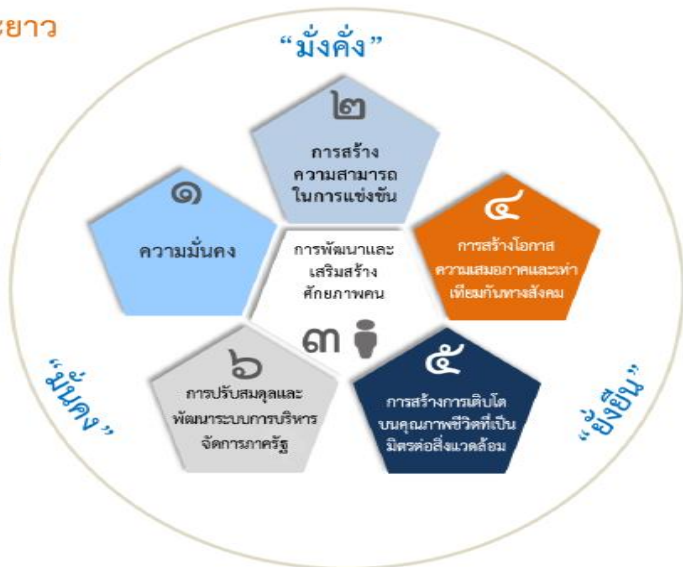 ะยาว
“มั่งคั่ง”
๒
การสร้าง
ความสามารถ
ในการแข่งขัน
๑
ความมั่นคง
๔
การสร้างโอกาส
ความเสมอภาคและเท่า
เทียมกันทางสังคม
การพัฒนาและ
เสริมสร้าง
ศักยภาพคน
๓
๖
การปรับสมดุลและ
พัฒนาระบบการบริหาร
จัดการภาครัฐ
๕
การสร้างการเติบโต
บนคุณภาพชีวิตที่เป็น
มิตรต่อสิ่งแวดล้อม
“มั่นคง”
“ยั่งยืน”